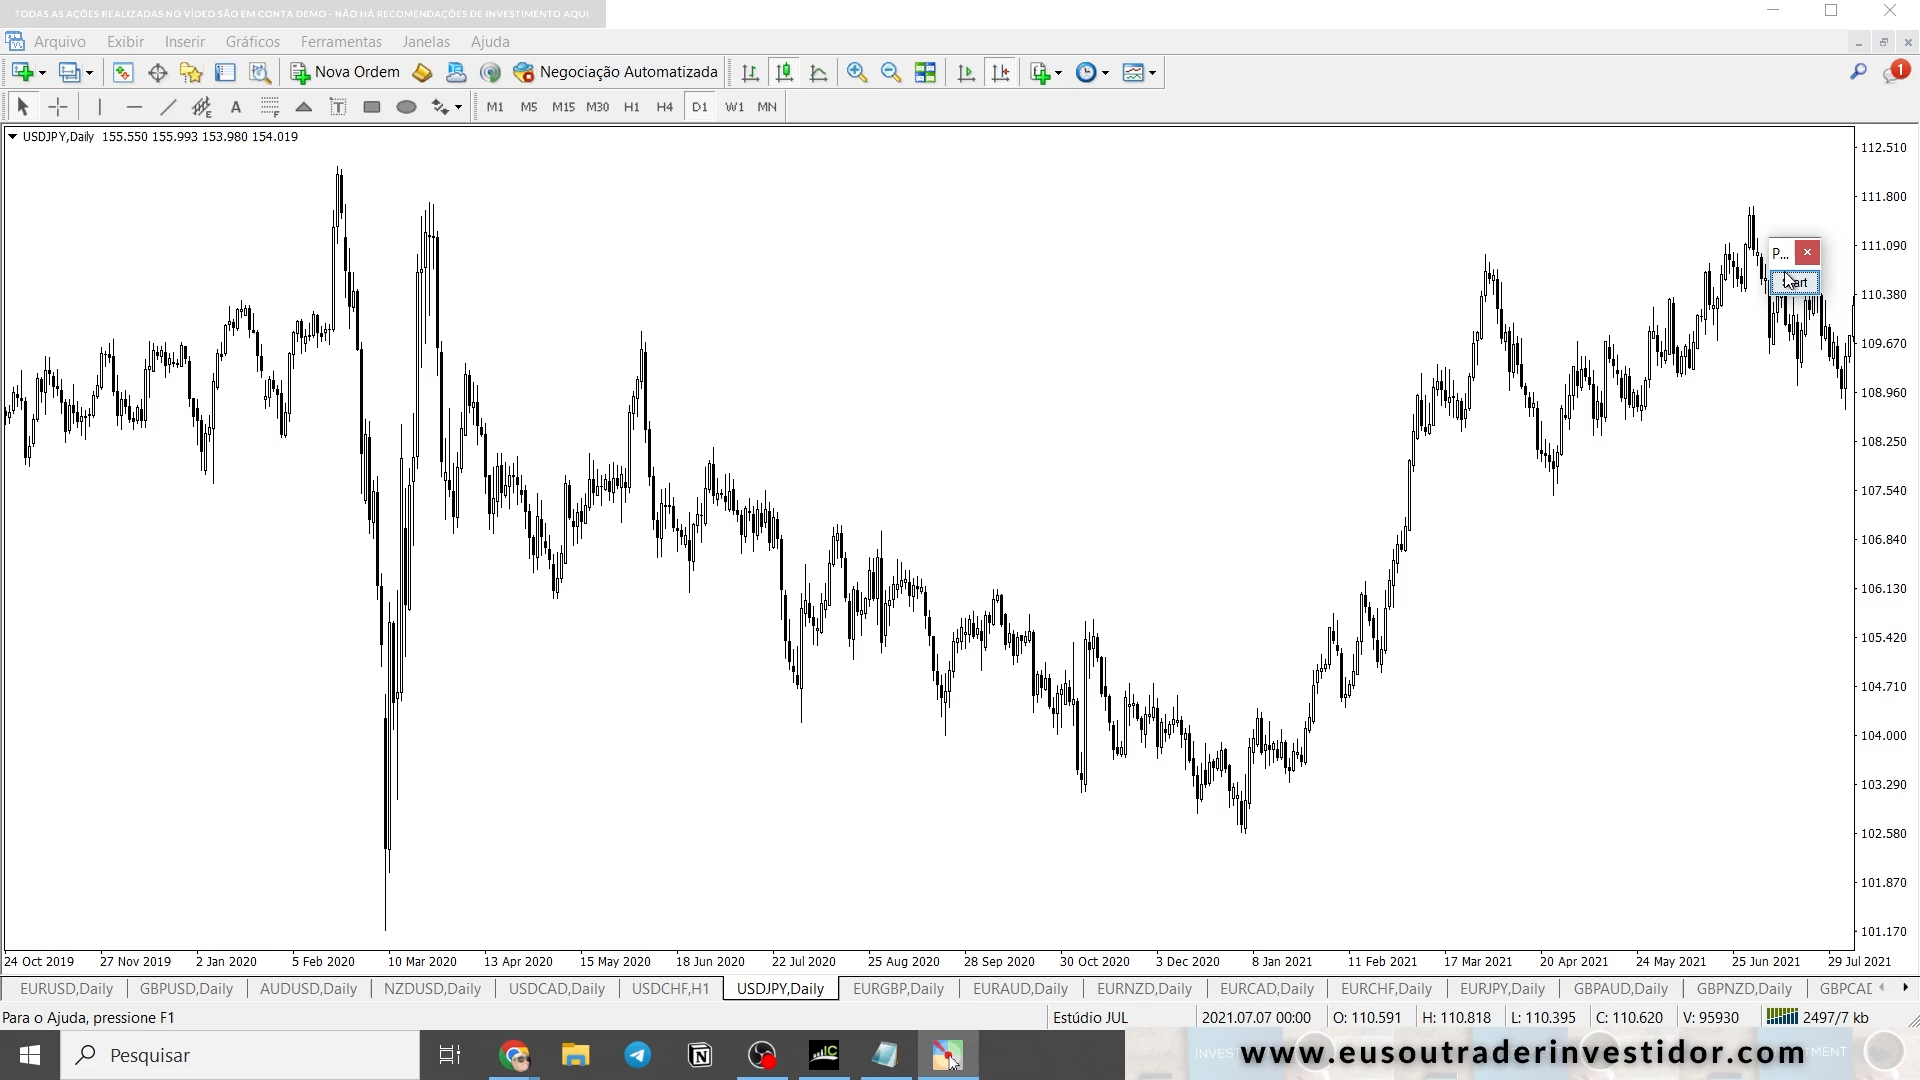 TODAS AS AÇÕES REALIZADAS NO VÍDEO SÃO EM CONTA DEMO - NÃO HÁ RECOMENDAÇÕES DE INVESTIMENTO AQUI
Arquivo Exibir Inserir Gráficos Ferramentas Janelas Ajuda
Nova Ordem Negociação Automatizada 1
A T M1 M5 M15 M30 H1 H4 D1 W1 MN
USDJPY,Daily 155.550 155.993 153.980 154.019
112.510
111.800
111.090
P...
110.380
109.670
108.960
108.250
107.540
106.840
106.130
105.420
104.710
104.000
103.290
102.580
101.870
101.170
24 Oct 2019 27 Nov 2019 2 Jan 2020 5 Feb 2020 10 Mar 2020 13 Apr 2020 15 May 2020 18 Jun 2020 22 Jul 2020 25 Aug 2020 28 Sep 2020 30 Oct 2020 3 Dec 2020 8 Jan 2021 11 Feb 2021 17 Mar 2021 20 Apr 2021 24 May 2021 25 Jun 2021 29 Jul 2021
EURUSD,Daily GBPUSD,Daily AUDUSD,Daily NZDUSD,Daily USDCAD,Daily USDCHF,H1 USDJPY,Daily EURGBP,Daily EURAUD,Daily EURNZD,Daily EURCAD,Daily EURCHF,Daily EURJPY,Daily GBPAUD,Daily GBPNZD,Daily GBPCAD
Para o Ajuda, pressione F1 Estúdio JUL 2021.07.07 00:00 O: 110.591 H: 110.818 L: 110.395 C: 110.620 V: 95930 2497/7 kb
Pesquisar IC www.eusoutraderinvestidor.com